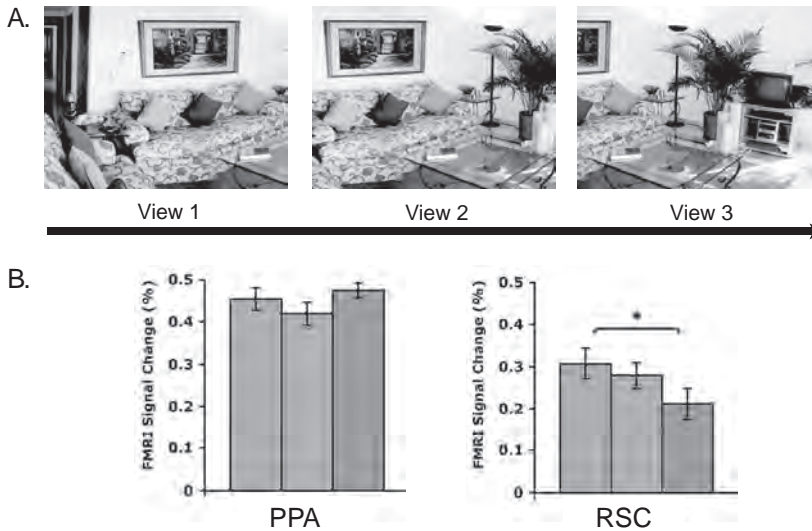 A.
View 1
View 2
View 3
B.
FMRI Signal Change (%)
0.5
0.4
0.3
0.2
0.1
0
PPA
FMRI Signal Change (%)
0.5
0.4
0.3
0.2
0.1
0
*
RSC